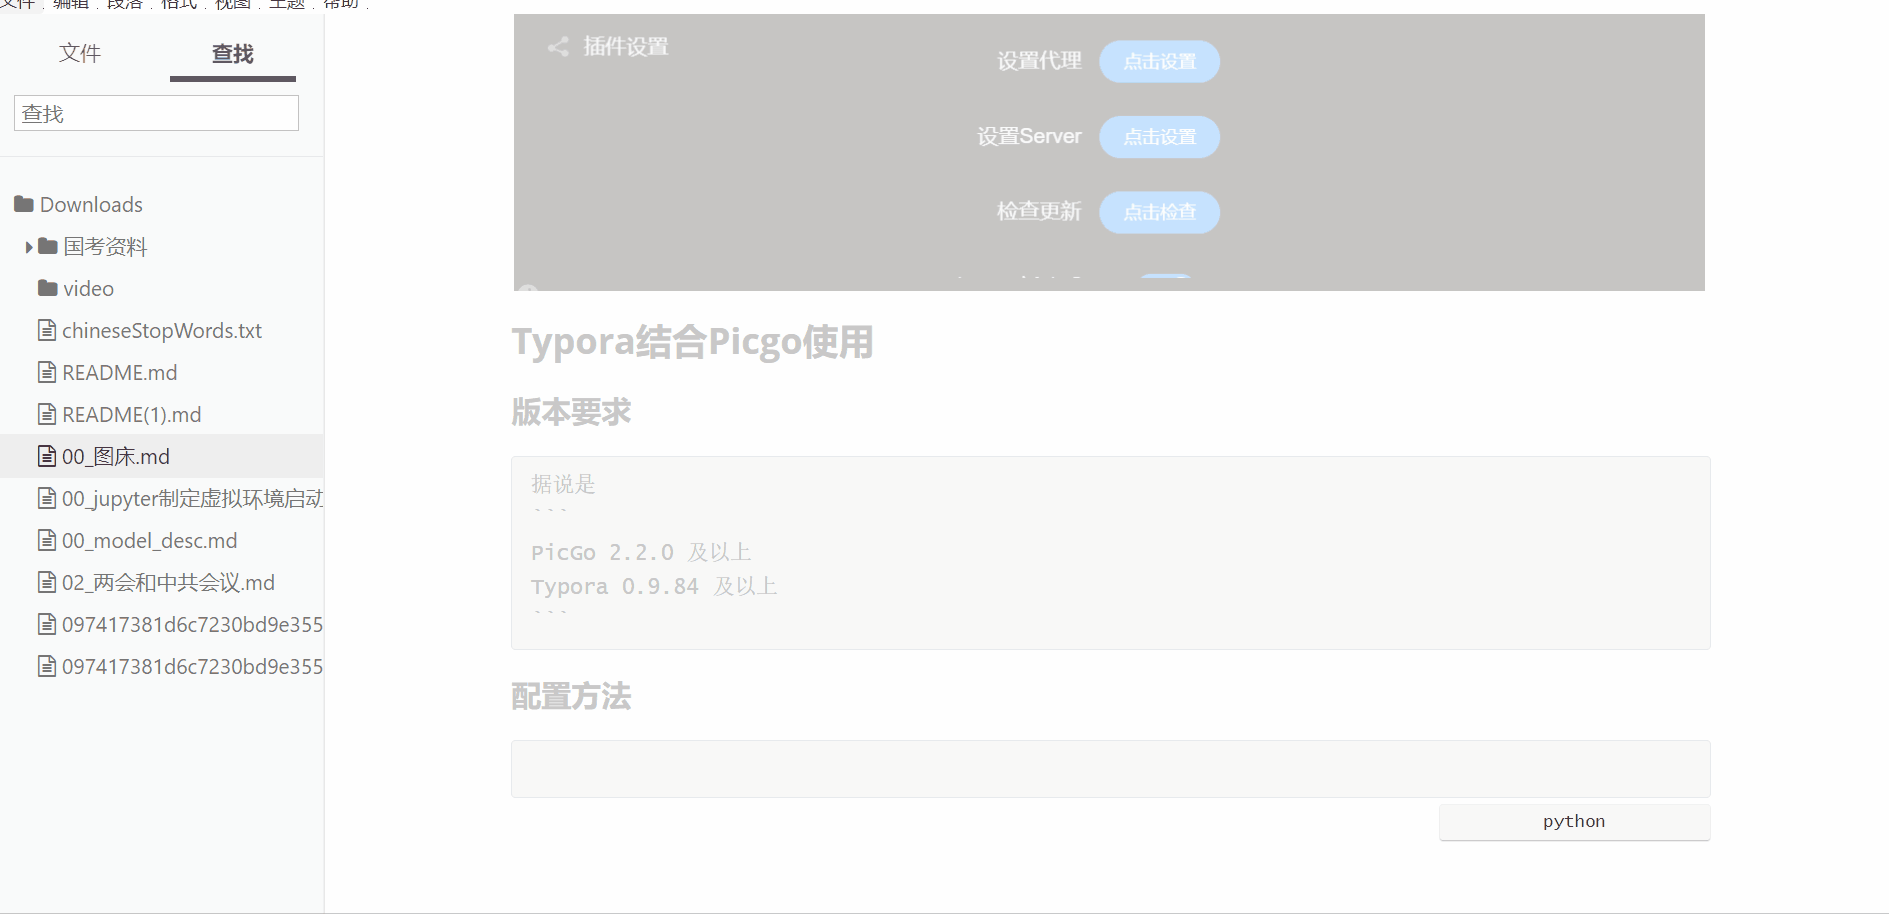 文件 编辑 段落 格式 视图 主题 帮助
文件 查找
查找
Downloads
国考资料
video
chineseStopWords.txt
README.md
README(1).md
00_图床.md
00_jupyter制定虚拟环境启动
00_model_desc.md
02_两会和中共会议.md
097417381d6c7230bd9e355
097417381d6c7230bd9e355
插件设置
设置代理 点击设置
设置Server 点击设置
检查更新 点击检查
Typora结合Picgo使用
版本要求
据说是
```
PicGo 2.2.0 及以上
Typora 0.9.84 及以上
```
配置方法
python